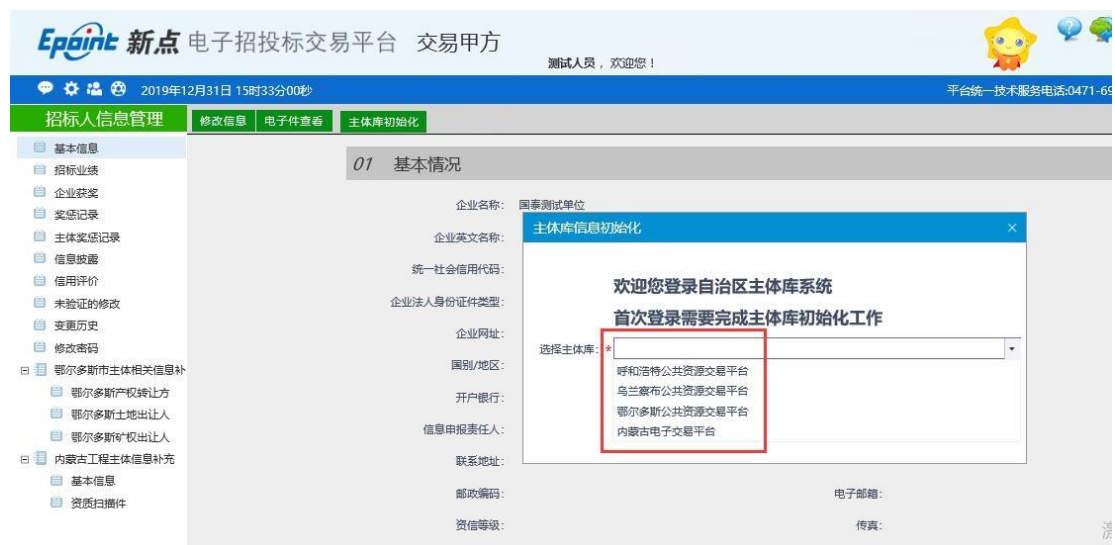 Epoint 新点 电子招投标交易平台 交易甲方
测试人员，欢迎您！
2019年12月31日 15时33分00秒
平台统一技术服务电话:0471-69
招标人信息管理
修改信息 电子件查看 主体库初始化
基本信息
招标业绩
企业获奖
奖惩记录
主体奖惩记录
信息披露
信用评价
未验证的修改
变更历史
修改密码
鄂尔多斯市主体相关信息补
鄂尔多斯产权转让方
鄂尔多斯土地出让人
鄂尔多斯矿权出让人
内蒙古工程主体信息补充
基本信息
资质扫描件
01 基本情况
企业名称: 国泰测试单位
企业英文名称:
统一社会信用代码:
企业法人身份证件类型:
企业网址:
国别/地区:
开户银行:
信息申报责任人:
联系地址:
邮政编码:
电子邮箱:
资信等级:
传真:
主体库信息初始化
欢迎您登录自治区主体库系统
首次登录需要完成主体库初始化工作
选择主体库: *
呼和浩特公共资源交易平台
乌兰察布公共资源交易平台
鄂尔多斯公共资源交易平台
内蒙古电子交易平台